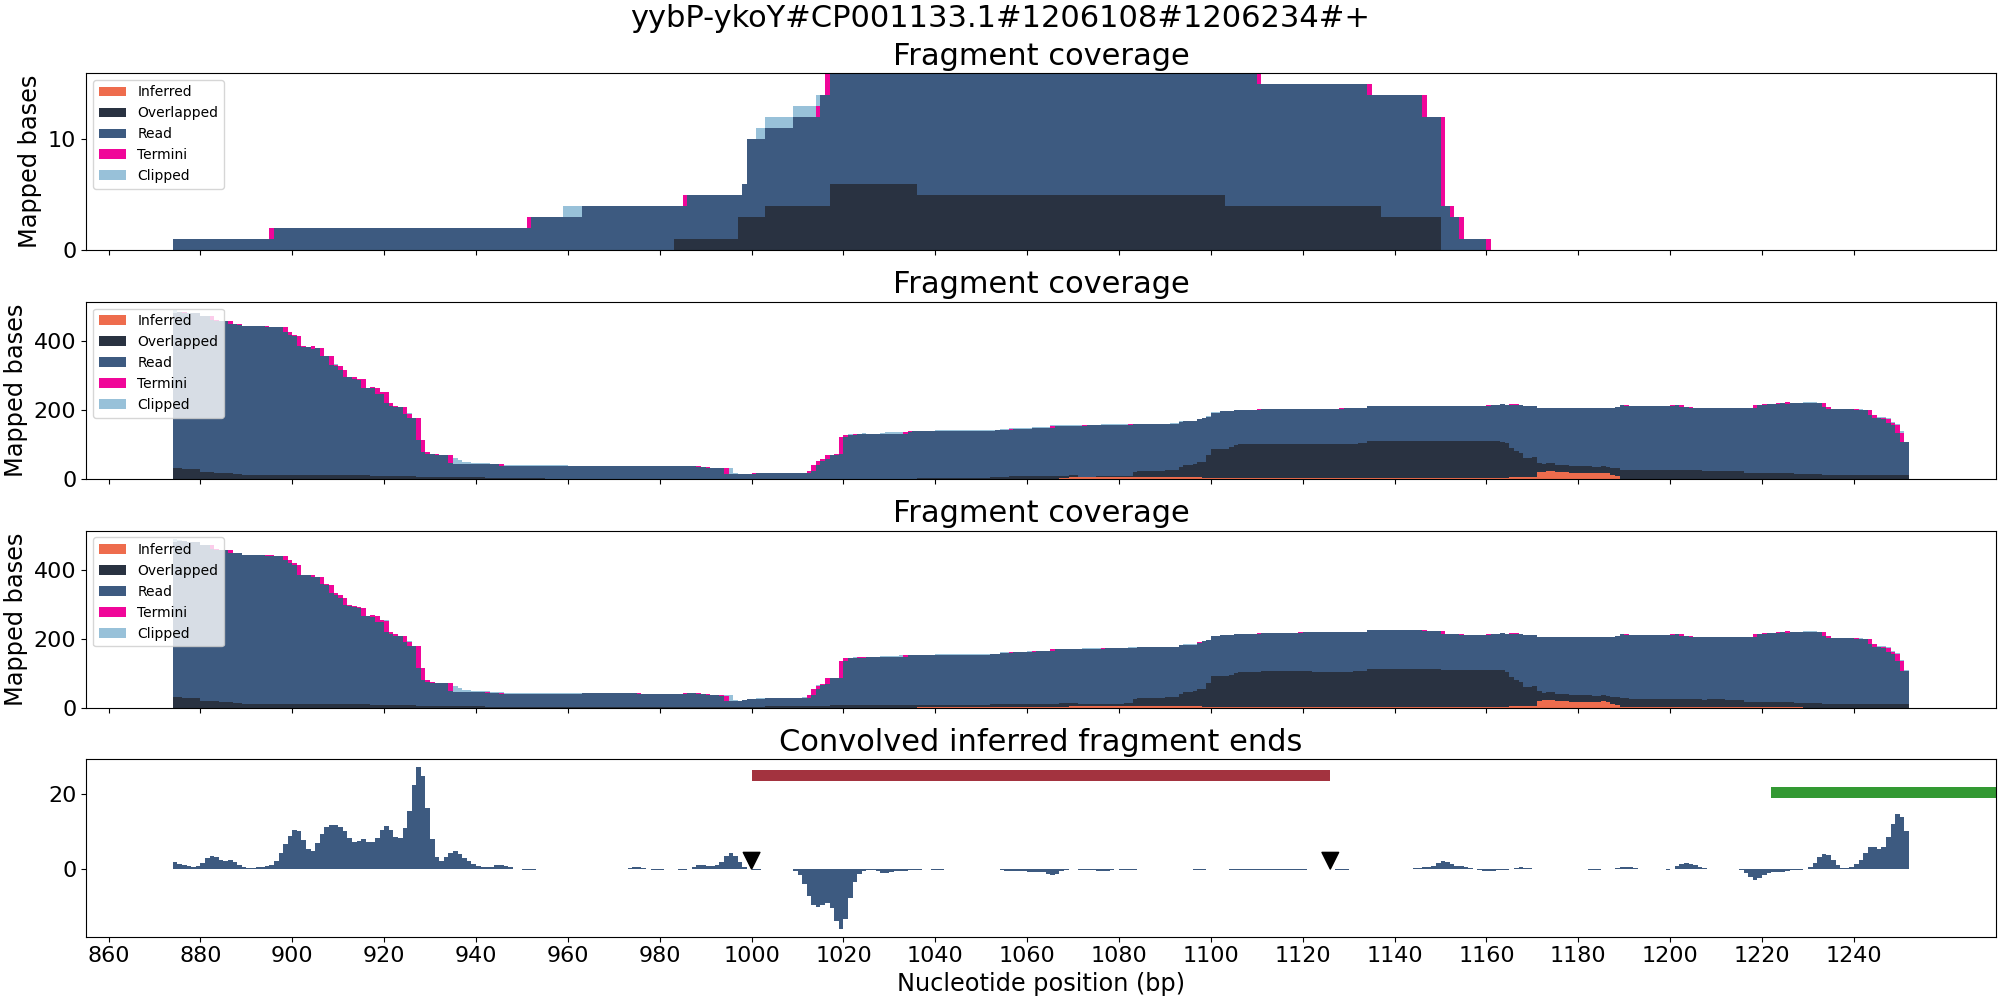 yybP-ykoY#CP001133.1#1206108#1206234#+
Fragment coverage
Mapped bases
10
0
Inferred
Overlapped
Read
Termini
Clipped
Fragment coverage
Mapped bases
400
200
0
Inferred
Overlapped
Read
Termini
Clipped
Fragment coverage
Mapped bases
400
200
0
Inferred
Overlapped
Read
Termini
Clipped
Convolved inferred fragment ends
20
0
860 880 900 920 940 960 980 1000 1020 1040 1060 1080 1100 1120 1140 1160 1180 1200 1220 1240
Nucleotide position (bp)